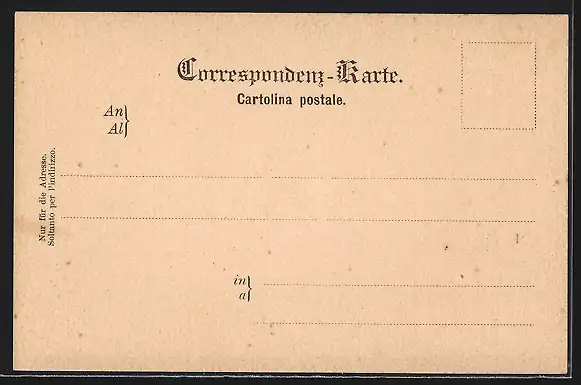 Correspondenz-Karte.
Cartolina postale.
An
Al
Nur für die Adresse.
Soltanto per l'indirizzo.
in
a